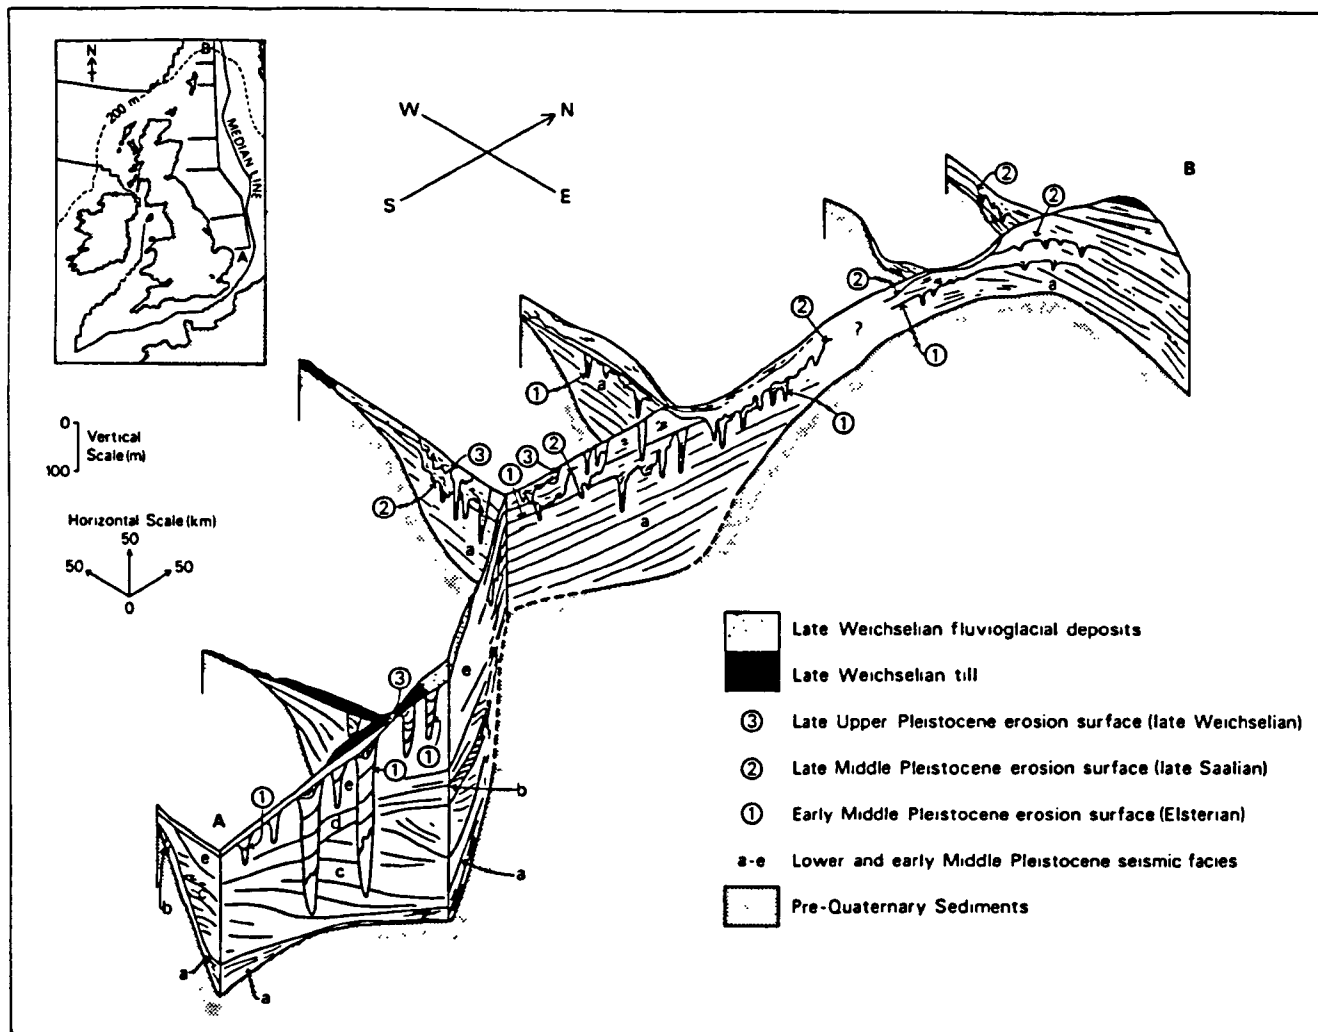 N
B
200 m
MEDIAN LINE
A
W
N
S
E
B
2
2
2
a
2
1
?
1
a
2
1
3
2
3
1
2
a
a
0
Vertical
Scale(m)
100
Horizontal Scale(km)
50
50
50
0
e
3
1
1
e
1
A
d
b
c
e
a
b
a
a
Late Weichselian fluvioglacial deposits
Late Weichselian till
3 Late Upper Pleistocene erosion surface (late Weichselian)
2 Late Middle Pleistocene erosion surface (late Saalian)
1 Early Middle Pleistocene erosion surface (Elsterian)
a-e Lower and early Middle Pleistocene seismic facies
Pre-Quaternary Sediments